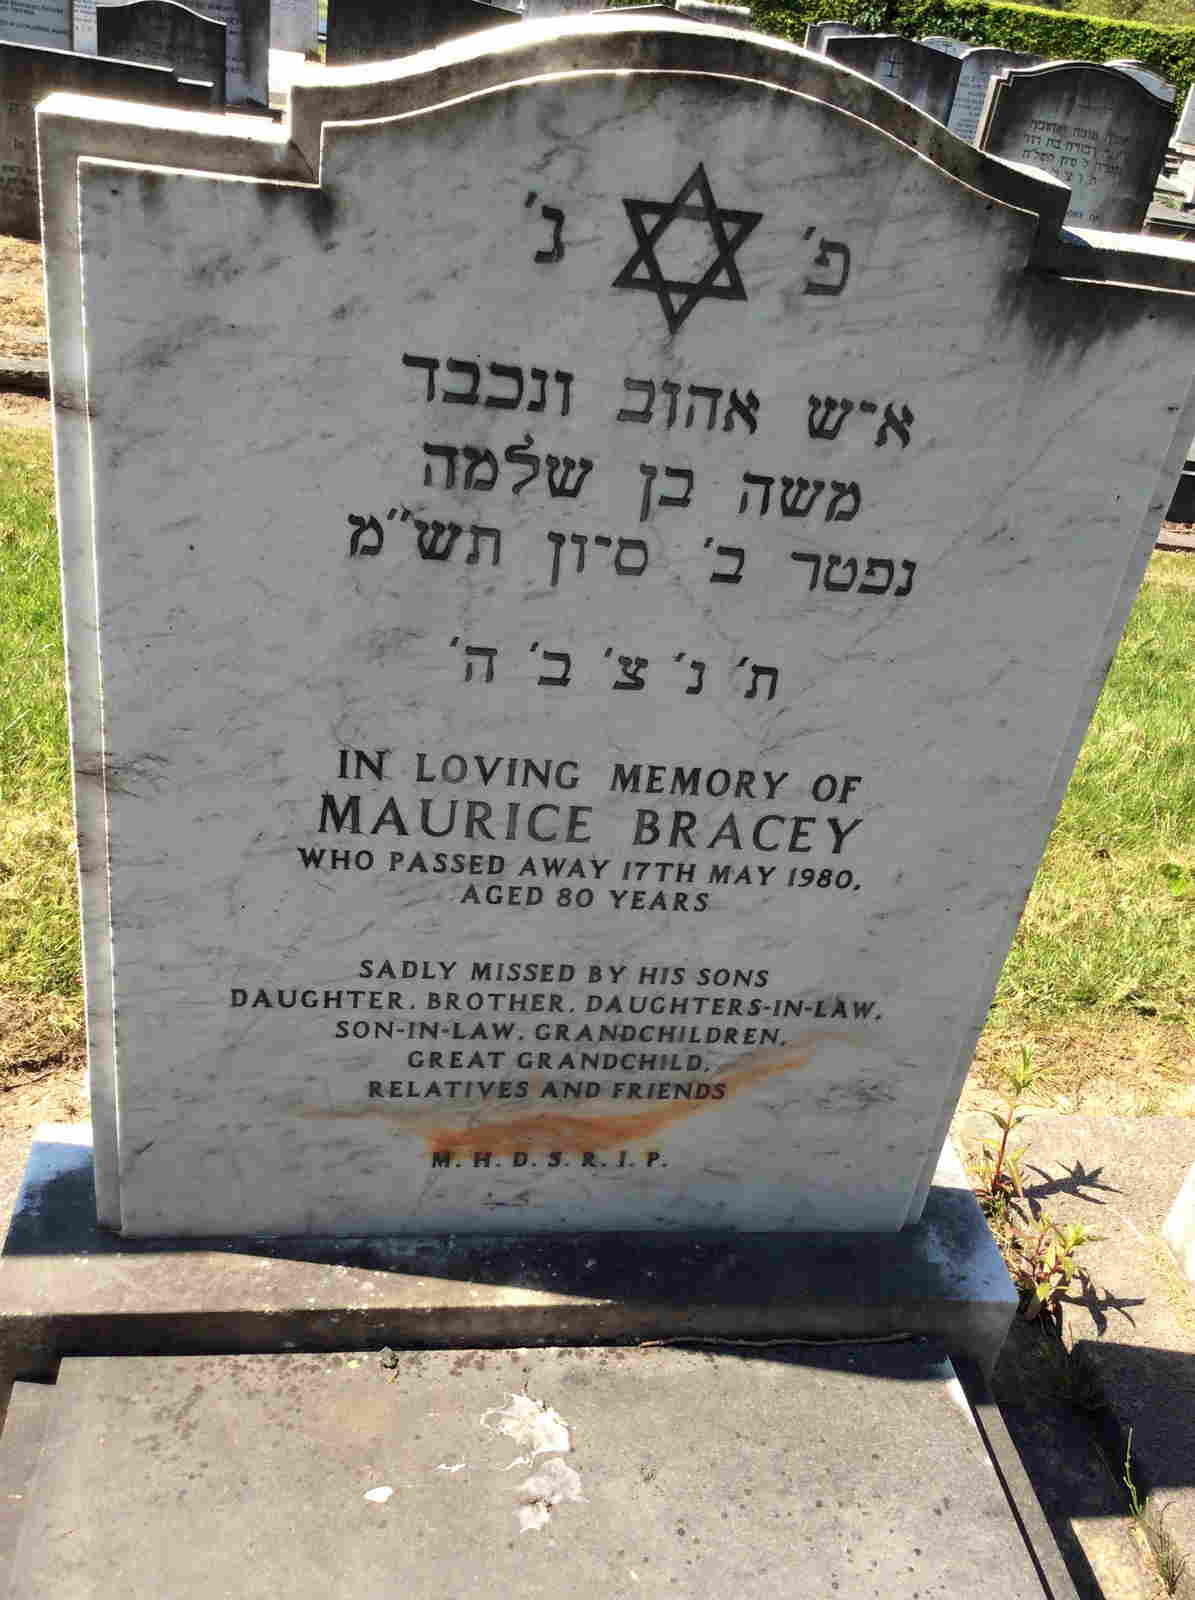 פ' נ'
איש אהוב ונכבד
משה בן שלמה
נפטר ב' סיון תש"מ
ת' נ' צ' ב' ה'
IN LOVING MEMORY OF
MAURICE BRACEY
WHO PASSED AWAY 17TH MAY 1980,
AGED 80 YEARS
SADLY MISSED BY HIS SONS
DAUGHTER, BROTHER, DAUGHTERS-IN-LAW,
SON-IN-LAW, GRANDCHILDREN,
GREAT GRANDCHILD,
RELATIVES AND FRIENDS
M. H. D. S. R. I. P.